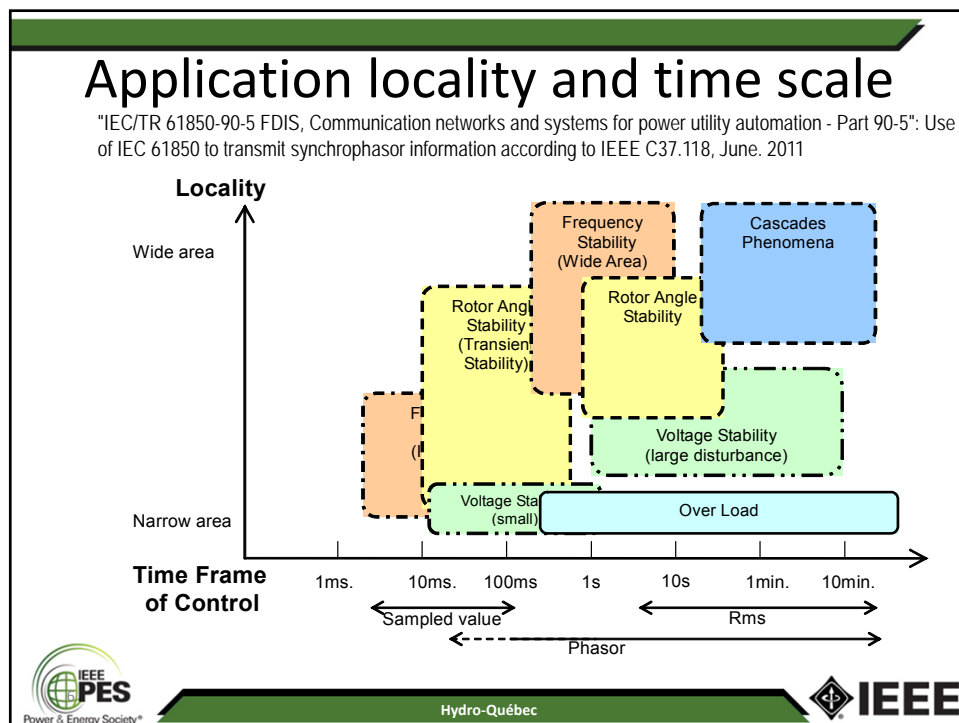 Application locality and time scale
"IEC/TR 61850-90-5 FDIS, Communication networks and systems for power utility automation - Part 90-5": Use
of IEC 61850 to transmit synchrophasor information according to IEEE C37.118, June. 2011
Locality
Wide area
Frequency
Stability
(Wide Area)
Cascades
Phenomena
Rotor Angl
Stability
(Transien
Stability)
Rotor Angle
Stability
F
(
Voltage Stability
(large disturbance)
Voltage Sta
(small)
Over Load
Narrow area
Time Frame
of Control
1ms.
10ms.
100ms
1s
10s
1min.
10min.
Sampled value
Rms
Phasor
IEEE
PES
Power & Energy Society®
Hydro-Québec
IEEE